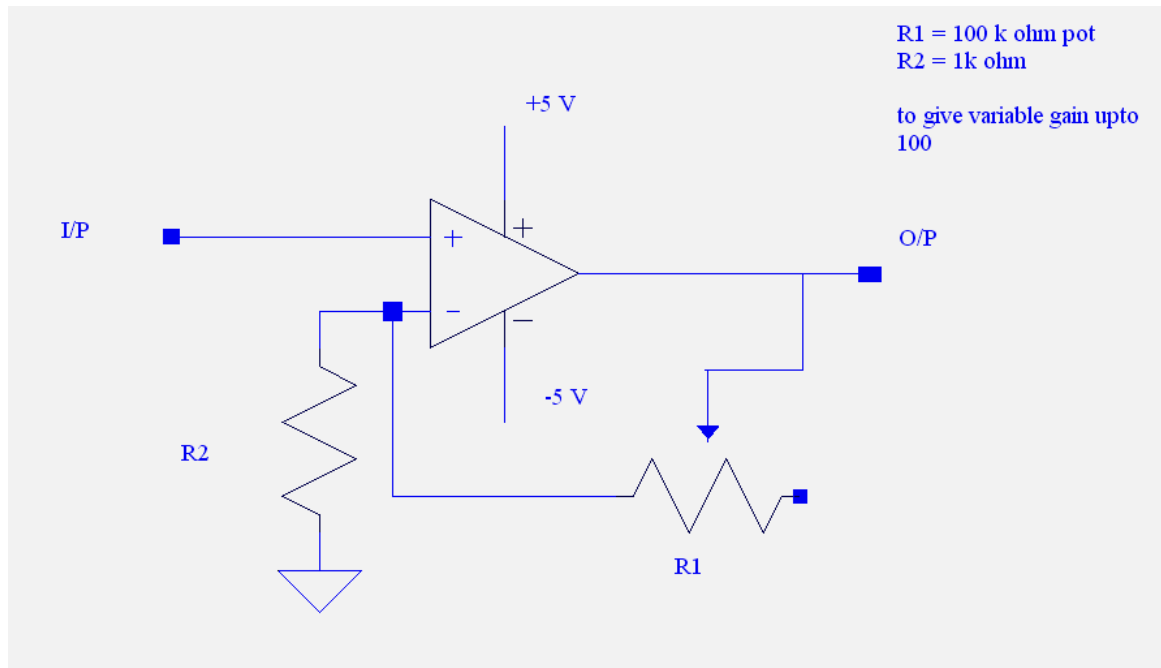 R1 = 100 k ohm pot
R2 = 1k ohm
to give variable gain upto
100
+5 V
I/P
+
+
O/P
-
-
-5 V
R2
R1